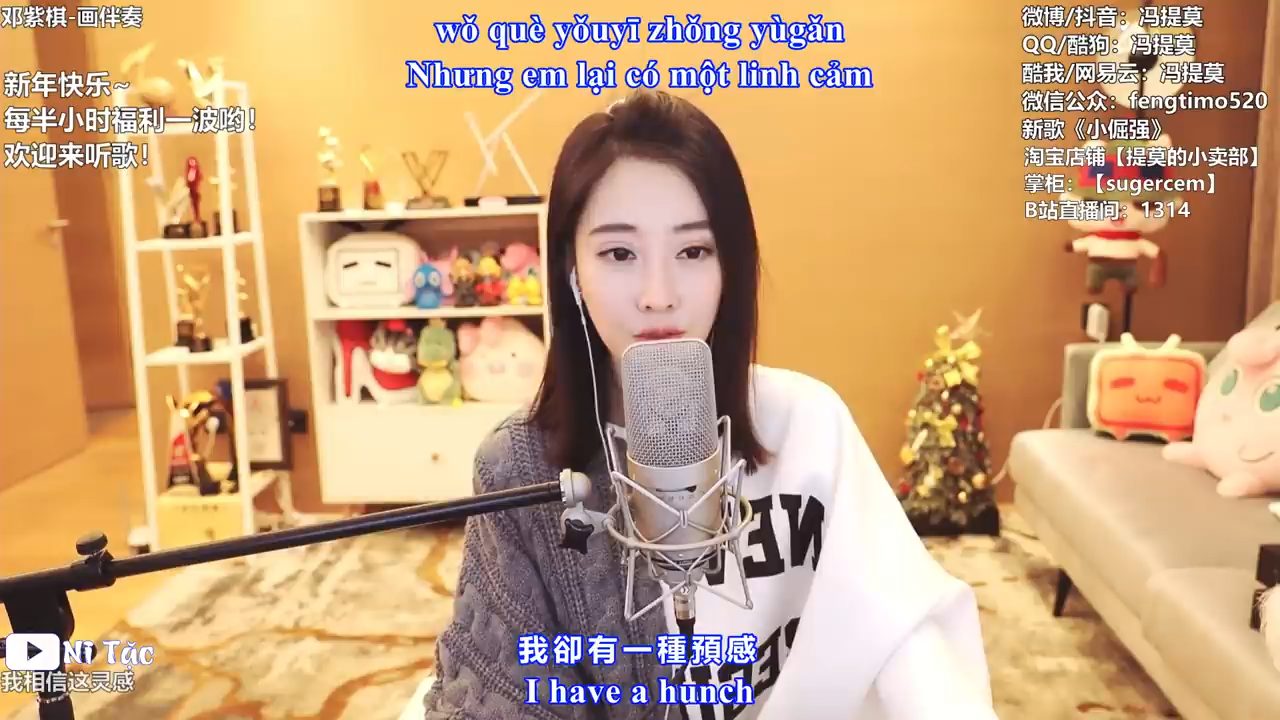 邓紫棋-画伴奏
新年快乐~
每半小时福利一波哟!
欢迎来听歌!
wǒ què yǒuyī zhǒng yùgǎn
Nhưng em lại có một linh cảm
微博/抖音: 冯提莫
QQ/酷狗: 冯提莫
酷我/网易云: 冯提莫
微信公众: fengtimo520
新歌《小倔强》
淘宝店铺【提莫的小卖部】
掌柜: 【sugercem】
B站直播间: 1314
我卻有一種預感
I have a hunch
Ni Tặc
我相信这灵感